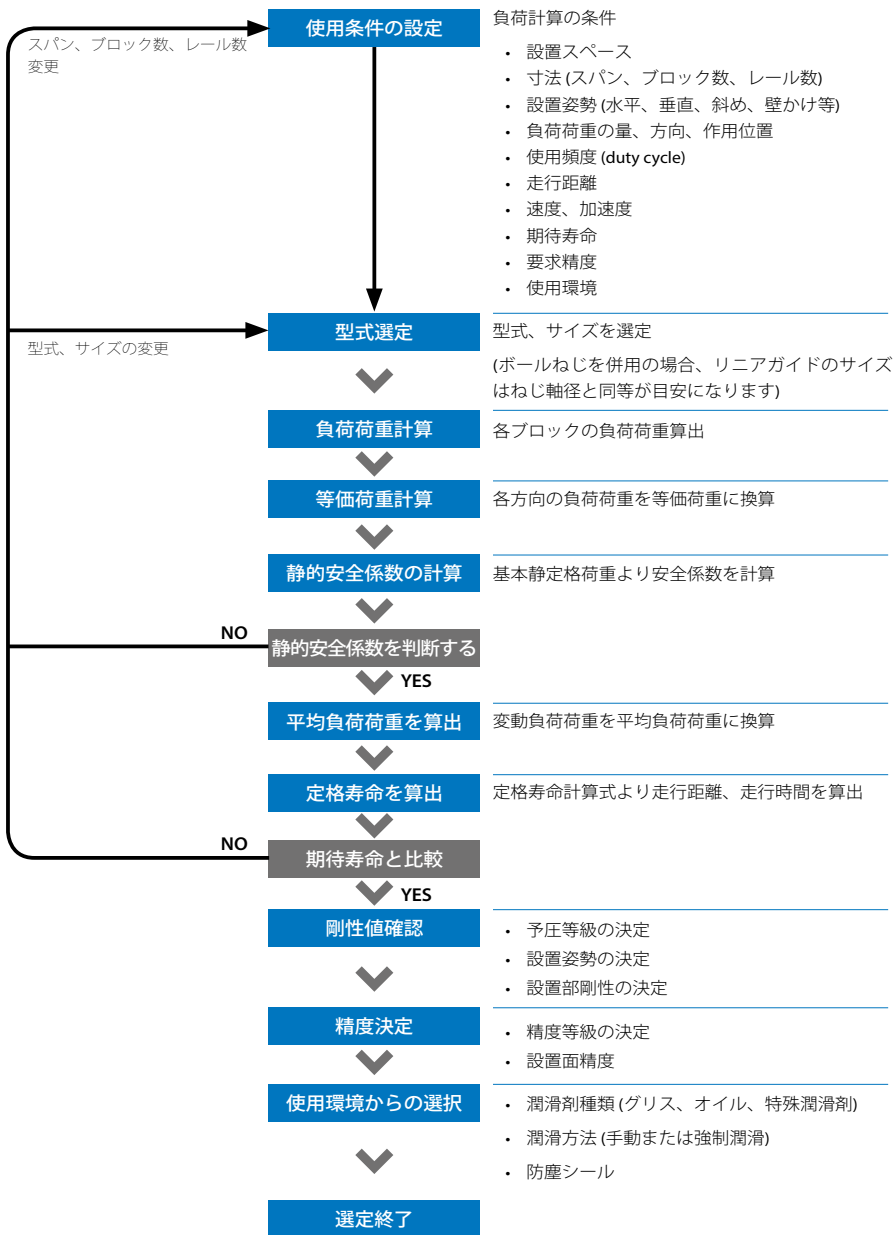 使用条件の設定
スパン、ブロック数、レール数
変更
負荷計算の条件
• 設置スペース
• 寸法 (スパン、ブロック数、レール数)
• 設置姿勢 (水平、垂直、斜め、壁かけ等)
• 負荷荷重の量、方向、作用位置
• 使用頻度 (duty cycle)
• 走行距離
• 速度、加速度
• 期待寿命
• 要求精度
• 使用環境
型式選定
型式、サイズの変更
型式、サイズを選定
(ボールねじを併用の場合、リニアガイドのサイズ
はねじ軸径と同等が目安になります)
負荷荷重計算
各ブロックの負荷荷重算出
等価荷重計算
各方向の負荷荷重を等価荷重に換算
静的安全係数の計算
基本静定格荷重より安全係数を計算
NO
静的安全係数を判断する
YES
平均負荷荷重を算出
変動負荷荷重を平均負荷荷重に換算
定格寿命を算出
定格寿命計算式より走行距離、走行時間を算出
NO
期待寿命と比較
YES
剛性値確認
• 予圧等級の決定
• 設置姿勢の決定
• 設置部剛性の決定
精度決定
• 精度等級の決定
• 設置面精度
使用環境からの選択
• 潤滑剤種類 (グリス、オイル、特殊潤滑剤)
• 潤滑方法 (手動または強制潤滑)
• 防塵シール
選定終了